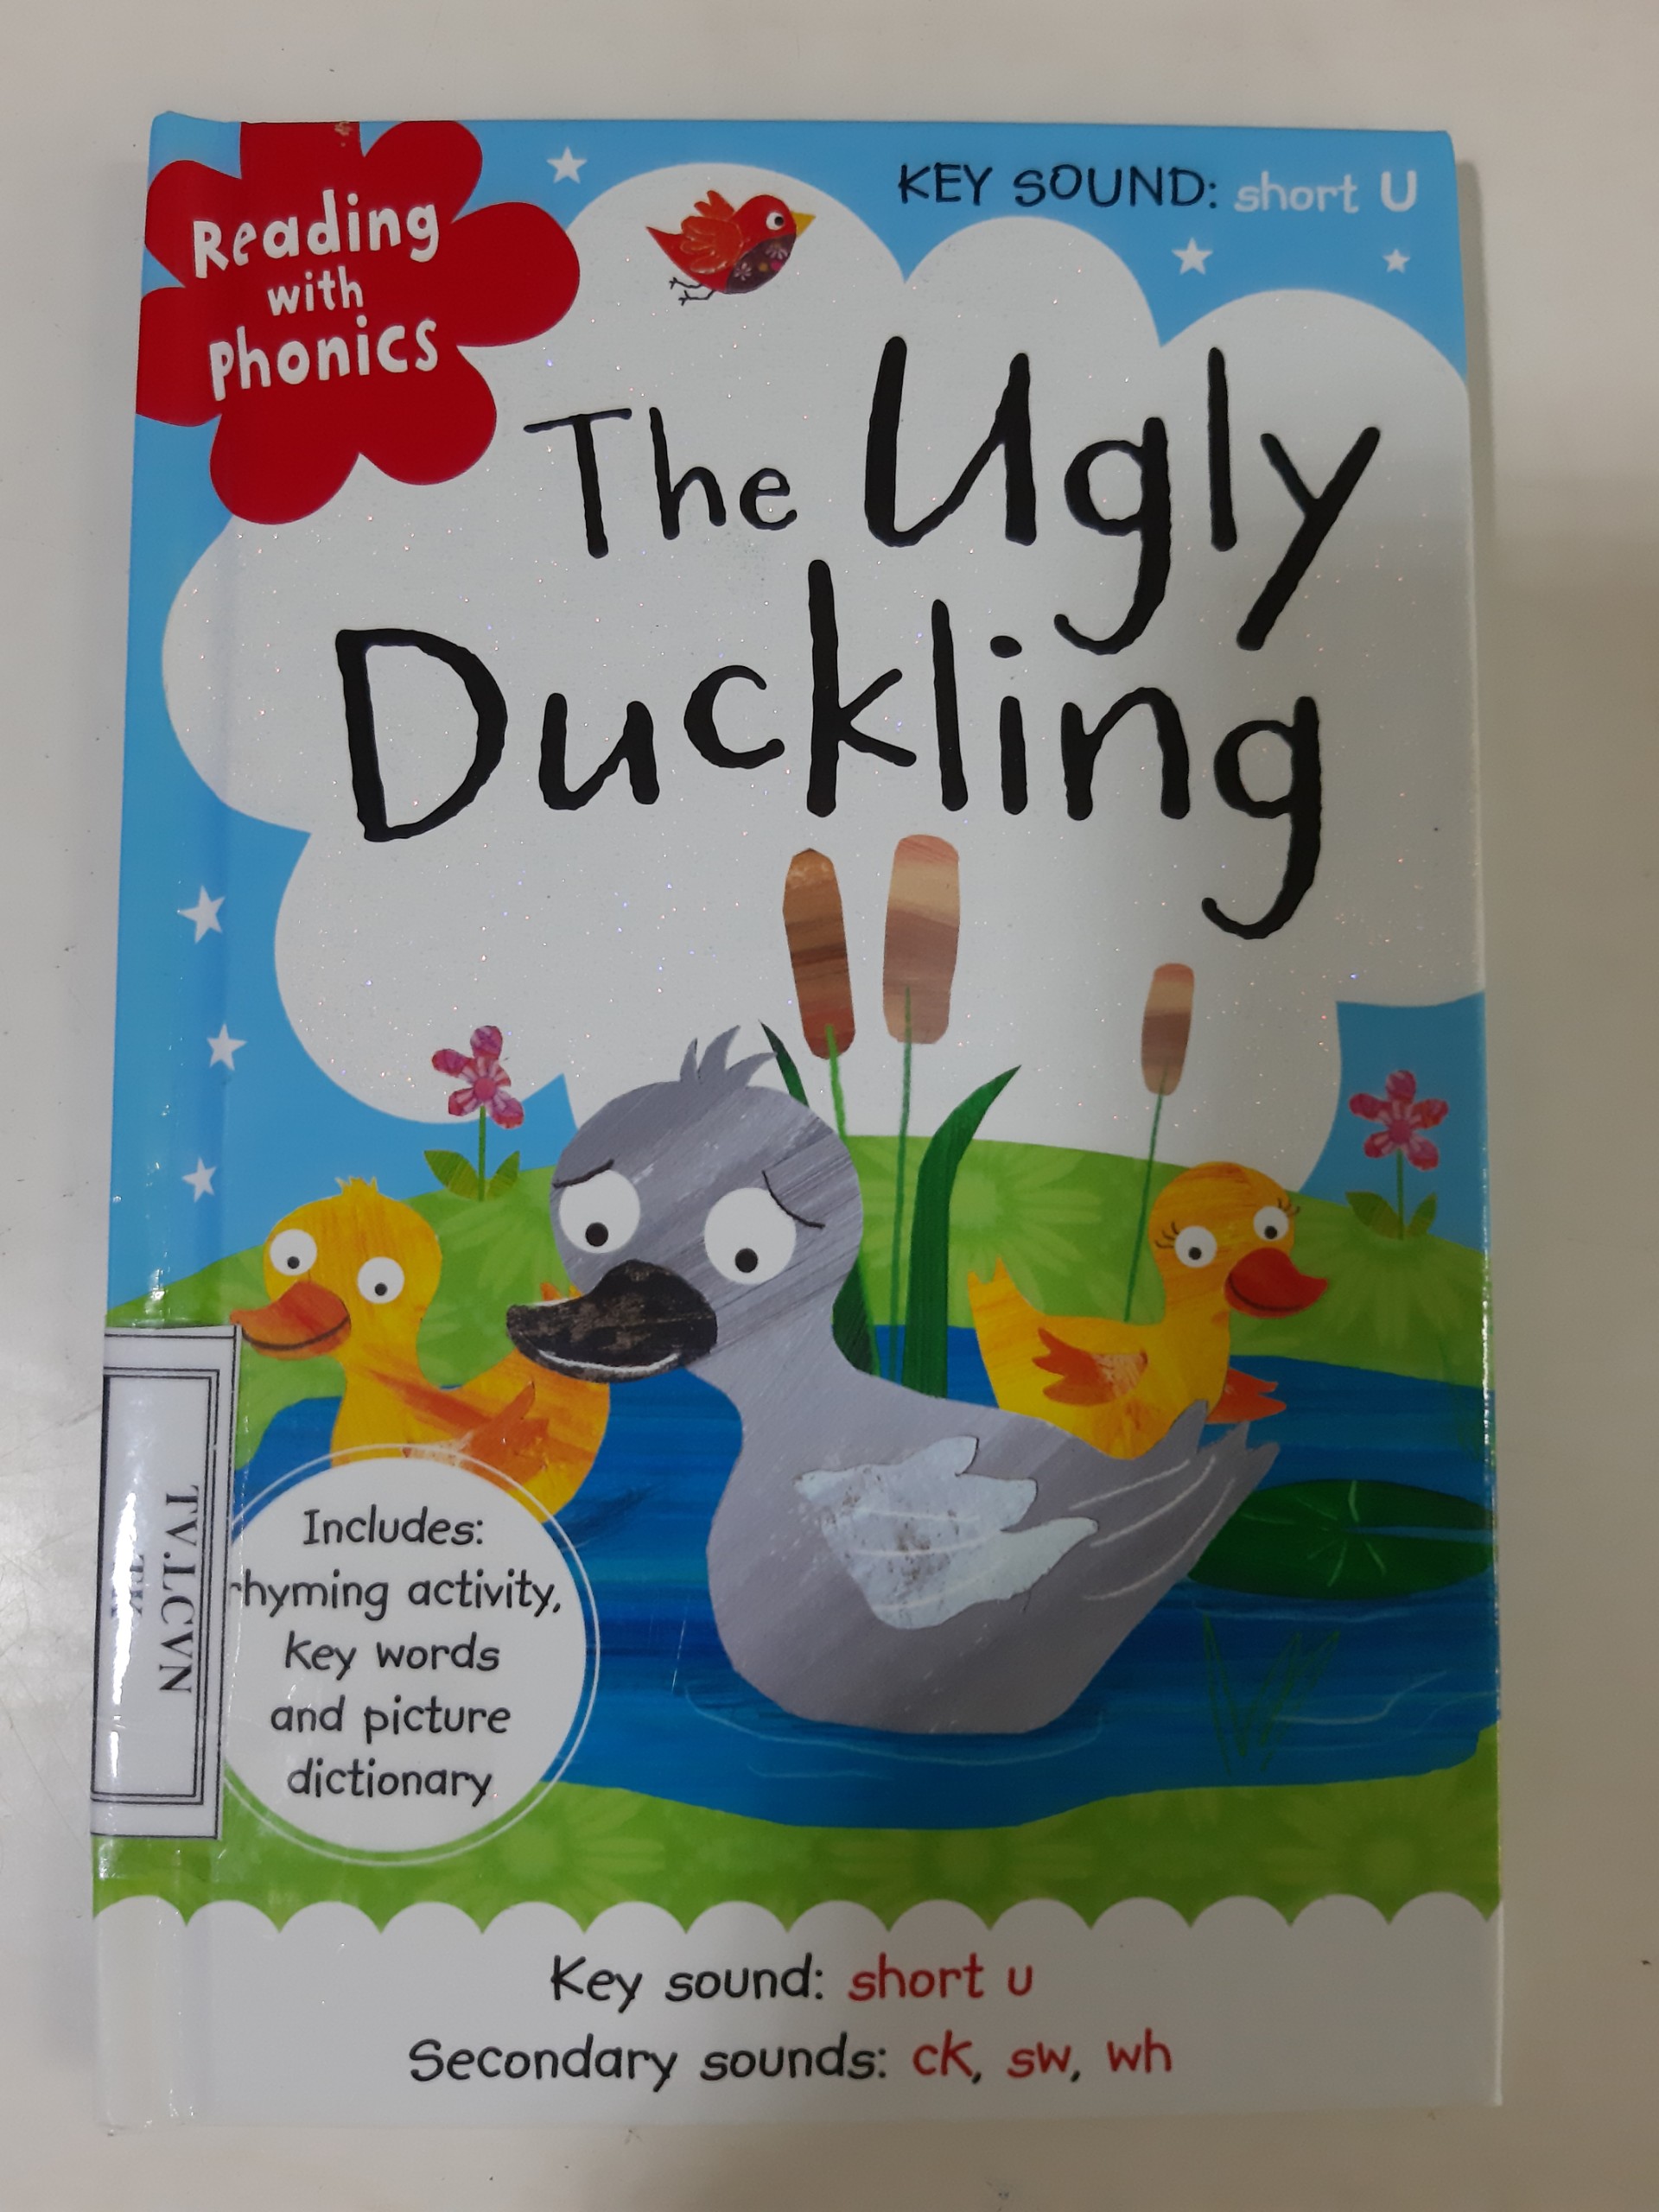 Reading
with
Phonics
KEY SOUND: short U
The Ugly
Duckling
Includes:
rhyming activity,
key words
and picture
dictionary
TV.LCVN
Key sound: short u
Secondary sounds: ck, sw, wh